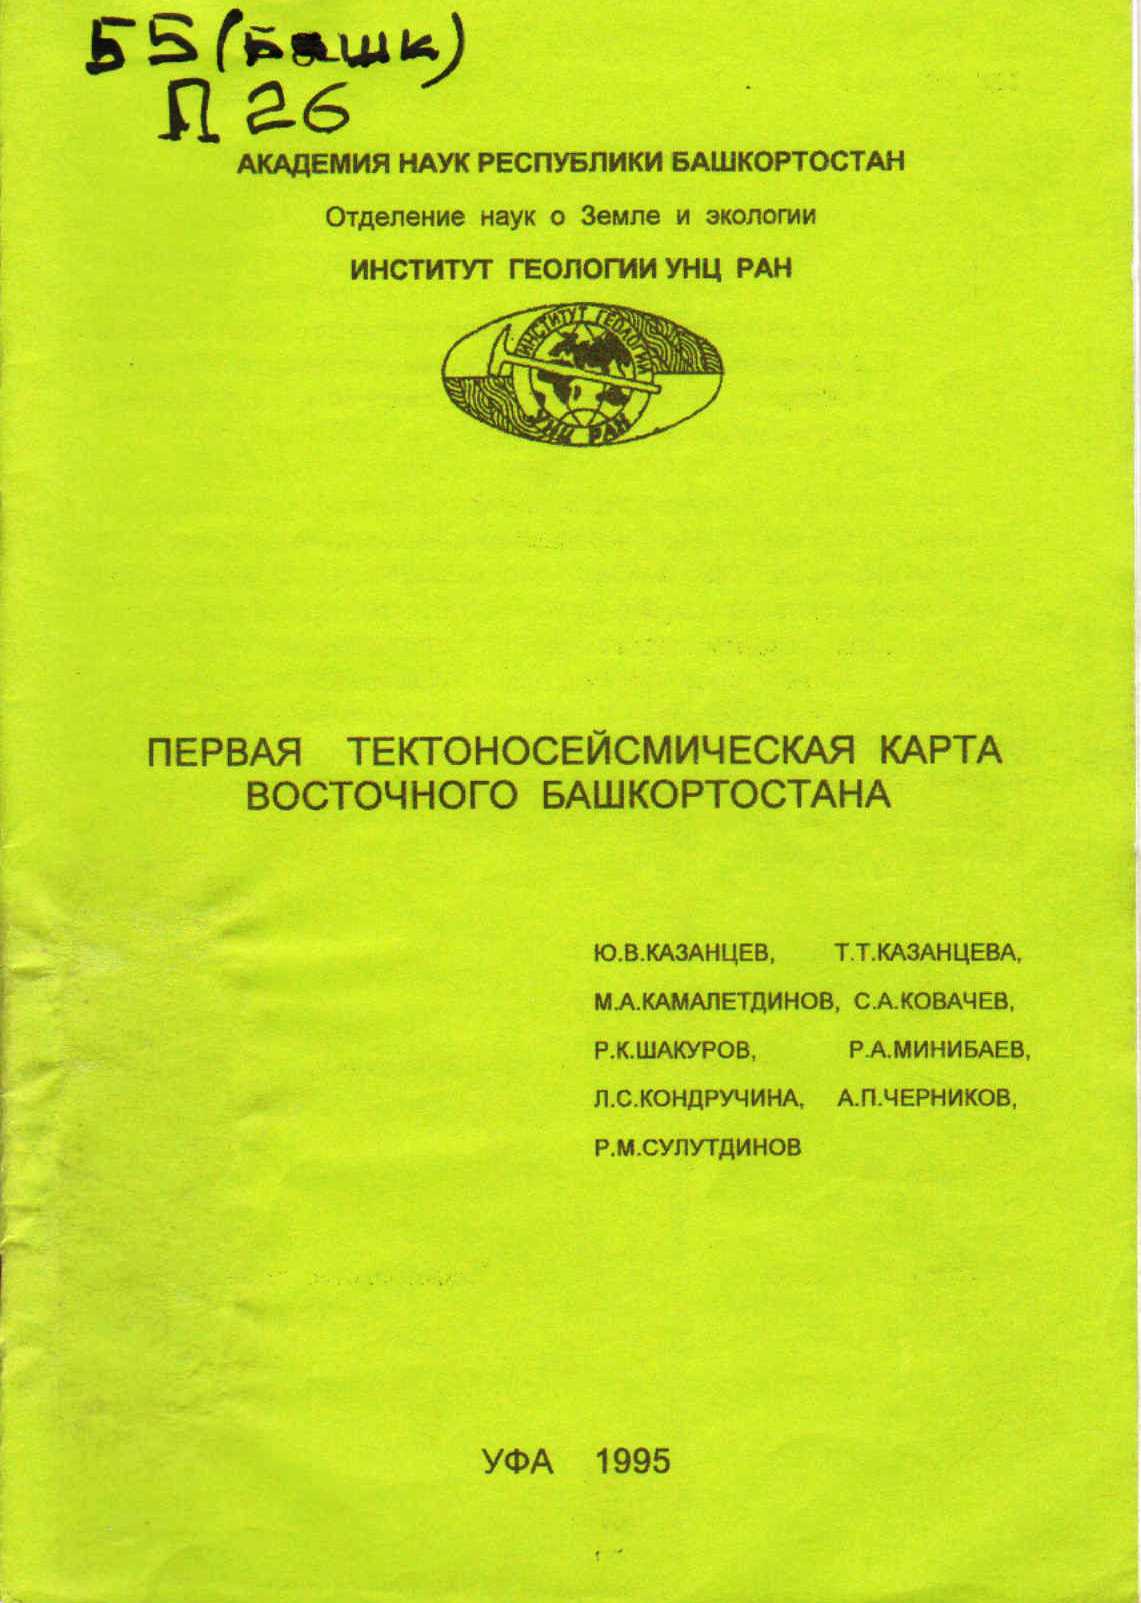 55 (Башк)
П 26
АКАДЕМИЯ НАУК РЕСПУБЛИКИ БАШКОРТОСТАН
Отделение наук о Земле и экологии
ИНСТИТУТ ГЕОЛОГИИ УНЦ РАН
ИНСТИТУТ ГЕОЛОГИИ
УНЦ РАН
ПЕРВАЯ ТЕКТОНОСЕЙСМИЧЕСКАЯ КАРТА
ВОСТОЧНОГО БАШКОРТОСТАНА
Ю.В.КАЗАНЦЕВ, Т.Т.КАЗАНЦЕВА,
М.А.КАМАЛЕТДИНОВ, С.А.КОВАЧЕВ,
Р.К.ШАКУРОВ, Р.А.МИНИБАЕВ,
Л.С.КОНДРУЧИНА, А.П.ЧЕРНИКОВ,
Р.М.СУЛУТДИНОВ
УФА 1995